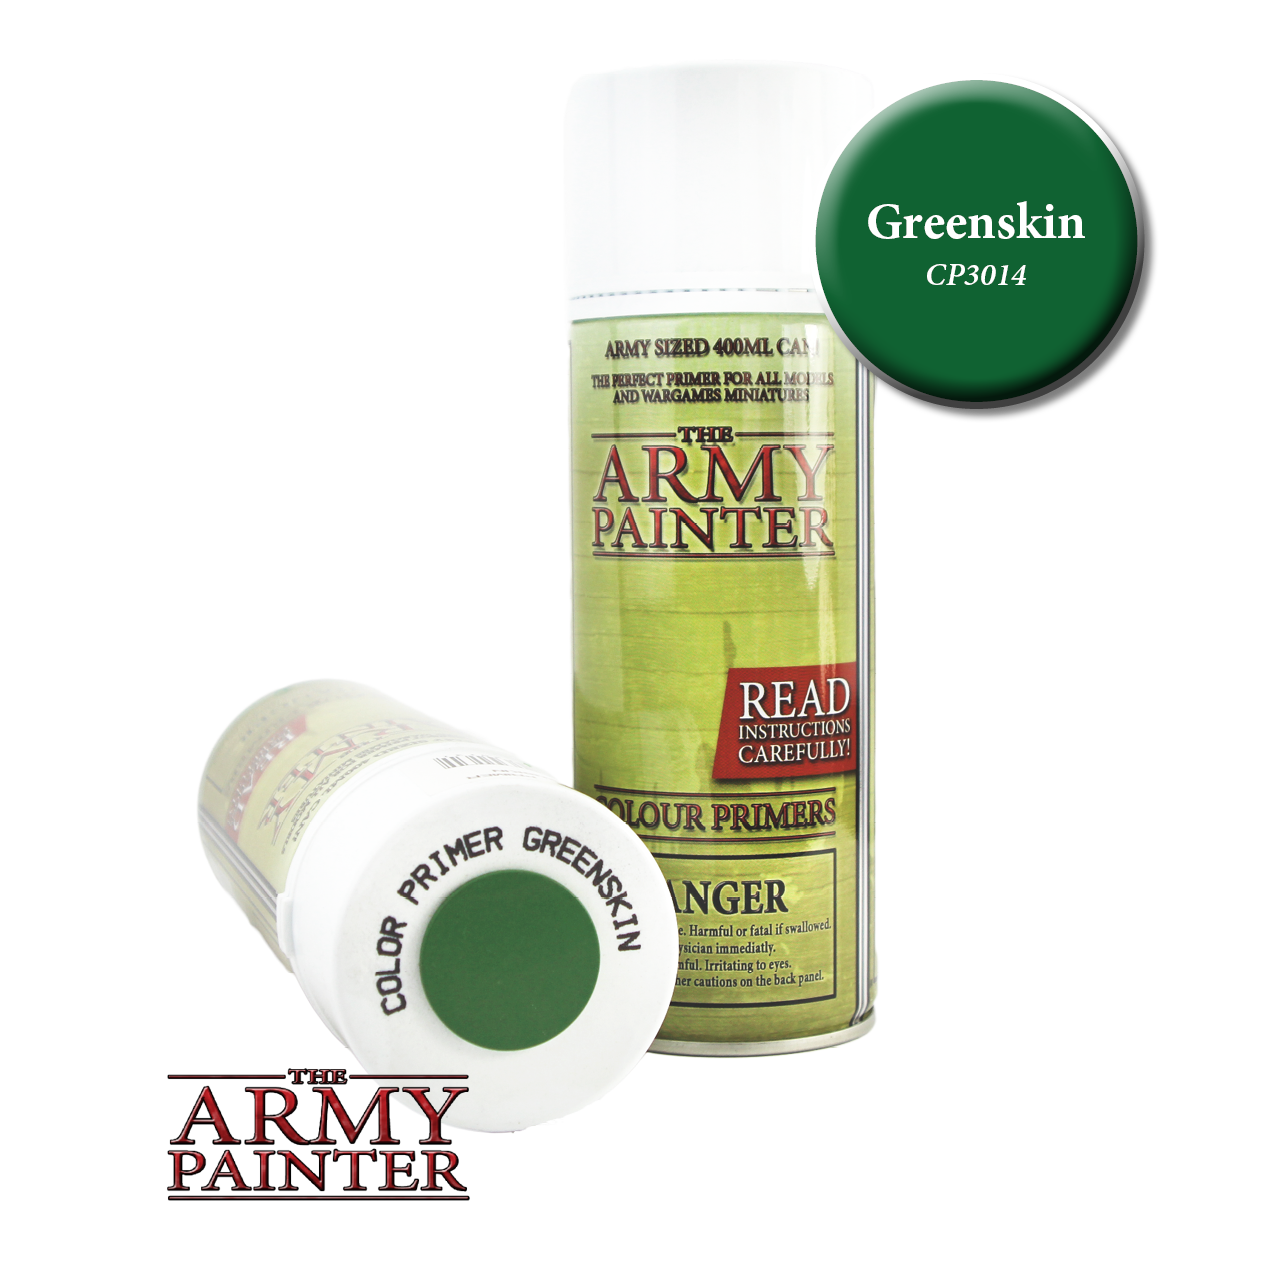 Greenskin
CP3014
ARMY SIZED 400ML CAN
THE PERFECT PRIMER FOR ALL MODELS
AND WARGAMES MINIATURES
THE
ARMY
PAINTER
READ
INSTRUCTIONS
CAREFULLY!
COLOUR PRIMERS
ANGER
e. Harmful or fatal if swallowed.
ysician immediatly.
mful. Irritating to eyes.
her cautions on the back panel.
COLOR PRIMER GREENSKIN
THE
ARMY
PAINTER